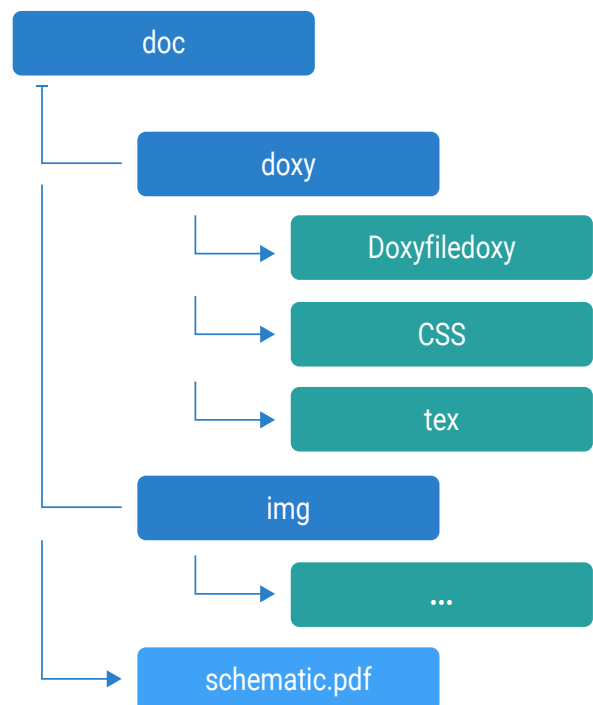 doc
doxy
Doxyfiledoxy
CSS
tex
img
...
schematic.pdf